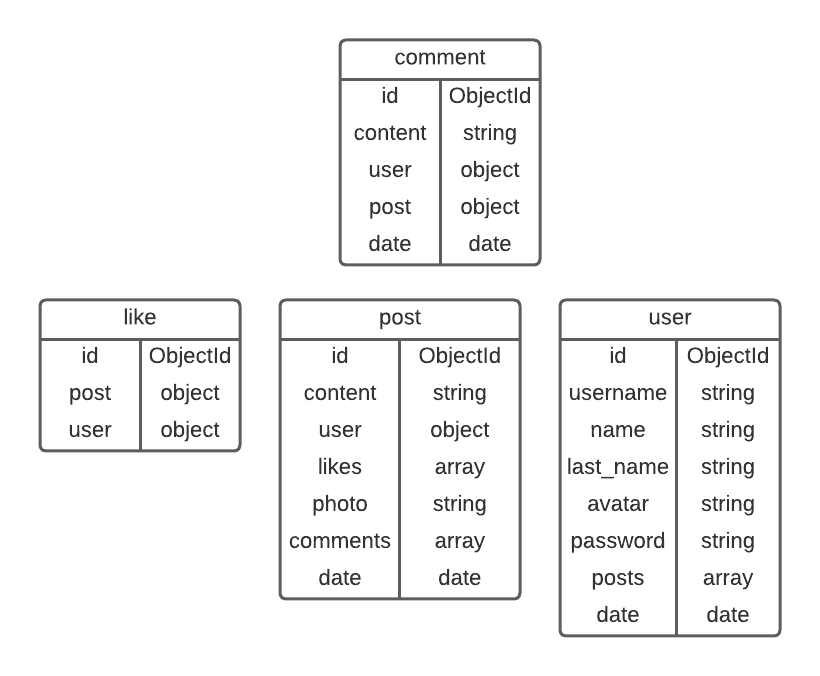 comment
id ObjectId
content string
user object
post object
date date
like
id ObjectId
post object
user object
post
id ObjectId
content string
user object
likes array
photo string
comments array
date date
user
id ObjectId
username string
name string
last_name string
avatar string
password string
posts array
date date